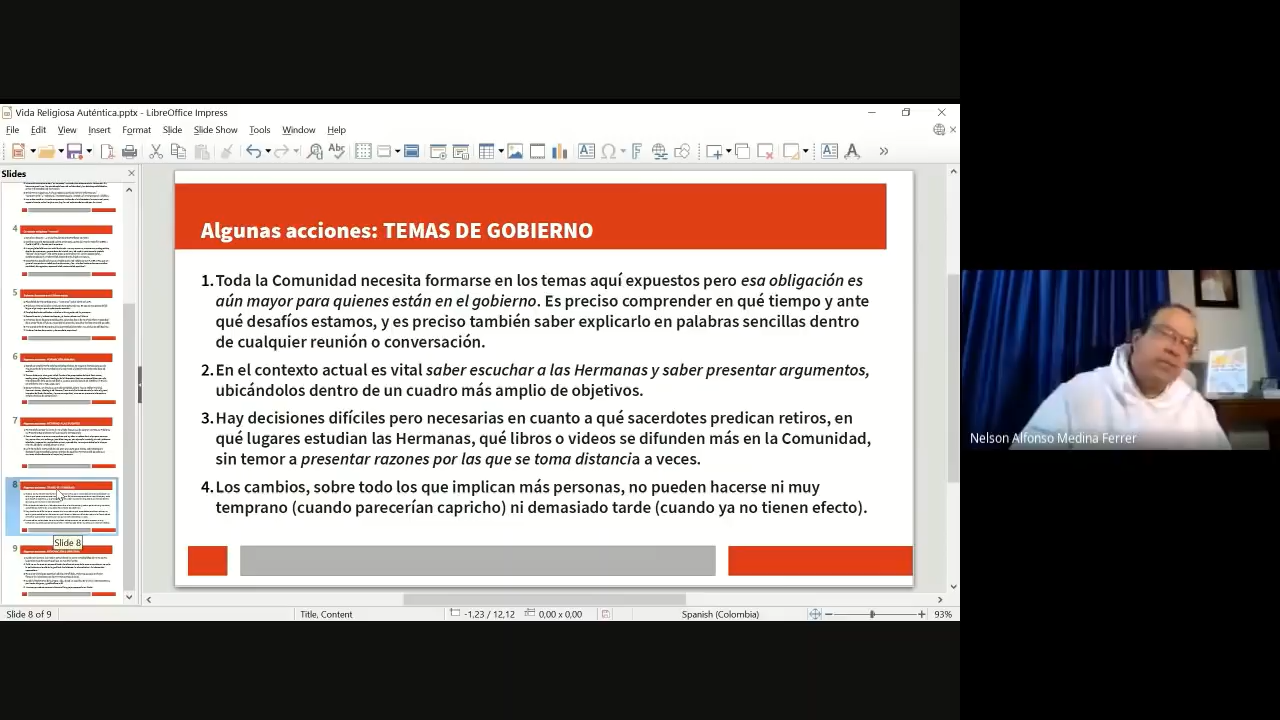 Vida Religiosa Auténtica.pptx - LibreOffice Impress
File Edit View Insert Format Slide Slide Show Tools Window Help
Slides
4
5
6
7
8
Slide 8
9
Algunas acciones: TEMAS DE GOBIERNO
1. Toda la Comunidad necesita formarse en los temas aquí expuestos pero esa obligación es
aún mayor para quienes están en el gobierno. Es preciso comprender en qué tiempo y ante
qué desafíos estamos, y es preciso también saber explicarlo en palabras sencillas dentro
de cualquier reunión o conversación.
2. En el contexto actual es vital saber escuchar a las Hermanas y saber presentar argumentos,
ubicándolos dentro de un cuadro más amplio de objetivos.
3. Hay decisiones difíciles pero necesarias en cuanto a qué sacerdotes predican retiros, en
qué lugares estudian las Hermanas, qué libros o videos se difunden más en la Comunidad,
sin temor a presentar razones por las que se toma distancia a veces.
4. Los cambios, sobre todo los que implican más personas, no pueden hacerse ni muy
temprano (cuando parecerían capricho) ni demasiado tarde (cuando ya no tienen efecto).
Nelson Alfonso Medina Ferrer
Slide 8 of 9 Title, Content -1,23 / 12,12 0,00 x 0,00 Spanish (Colombia) 93%